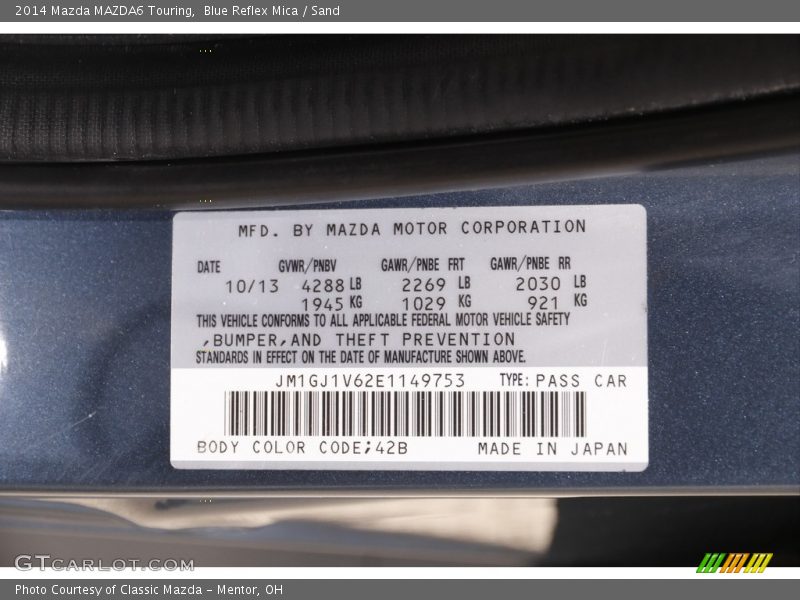 2014 Mazda MAZDA6 Touring, Blue Reflex Mica / Sand
MFD. BY MAZDA MOTOR CORPORATION
DATE GVWR/PNBV GAWR/PNBE FRT GAWR/PNBE RR
10/13 4288 LB 2269 LB 2030 LB
1945 KG 1029 KG 921 KG
THIS VEHICLE CONFORMS TO ALL APPLICABLE FEDERAL MOTOR VEHICLE SAFETY
,BUMPER,AND THEFT PREVENTION
STANDARDS IN EFFECT ON THE DATE OF MANUFACTURE SHOWN ABOVE.
JM1GJ1V62E1149753 TYPE: PASS CAR
BODY COLOR CODE;42B MADE IN JAPAN
GTCARLOT.COM
Photo Courtesy of Classic Mazda - Mentor, OH